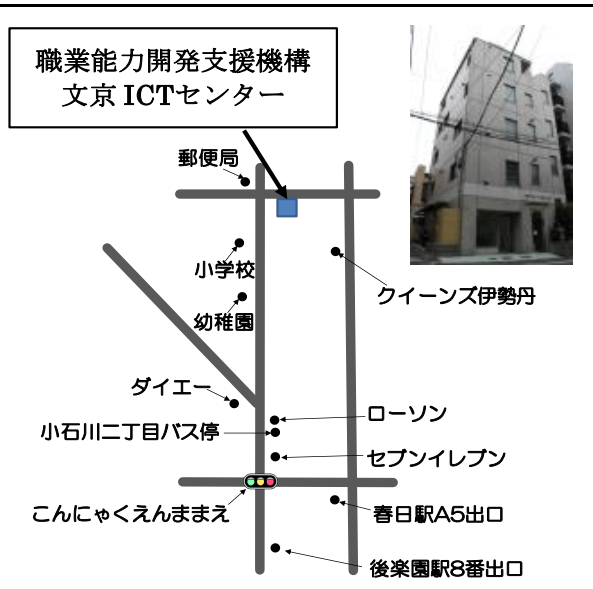 職業能力開発支援機構
文京 ICTセンター
郵便局
小学校
クイーンズ伊勢丹
幼稚園
ダイエー
ローソン
小石川二丁目バス停
セブンイレブン
こんにゃくえんままえ
春日駅A5出口
後楽園駅8番出口